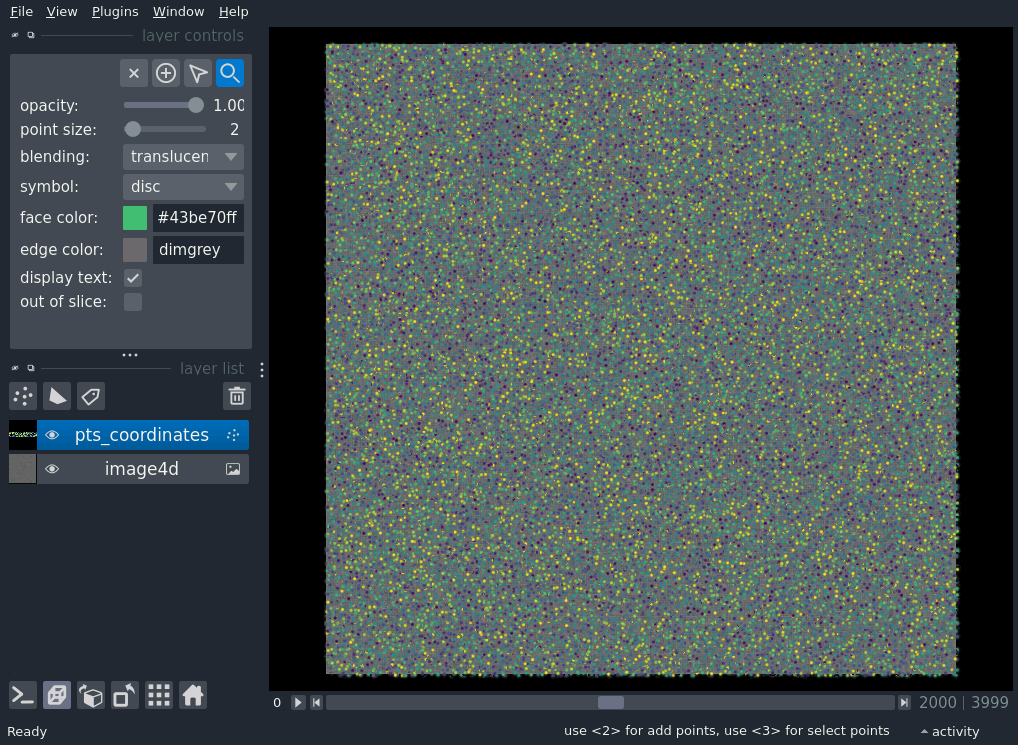 File View Plugins Window Help
layer controls
opacity: 1.00
point size: 2
blending: translucen
symbol: disc
face color: #43be70ff
edge color: dimgrey
display text:
out of slice:
layer list
pts_coordinates
image4d
0 2000 | 3999
Ready use <2> for add points, use <3> for select points activity